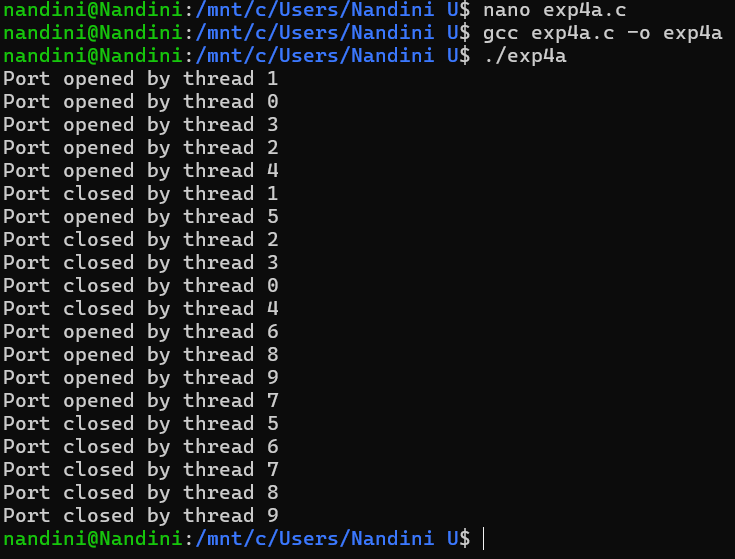 nandini@Nandini:/mnt/c/Users/Nandini U$ nano exp4a.c
nandini@Nandini:/mnt/c/Users/Nandini U$ gcc exp4a.c -o exp4a
nandini@Nandini:/mnt/c/Users/Nandini U$ ./exp4a
Port opened by thread 1
Port opened by thread 0
Port opened by thread 3
Port opened by thread 2
Port opened by thread 4
Port closed by thread 1
Port opened by thread 5
Port closed by thread 2
Port closed by thread 3
Port closed by thread 0
Port closed by thread 4
Port opened by thread 6
Port opened by thread 8
Port opened by thread 9
Port opened by thread 7
Port closed by thread 5
Port closed by thread 6
Port closed by thread 7
Port closed by thread 8
Port closed by thread 9
nandini@Nandini:/mnt/c/Users/Nandini U$